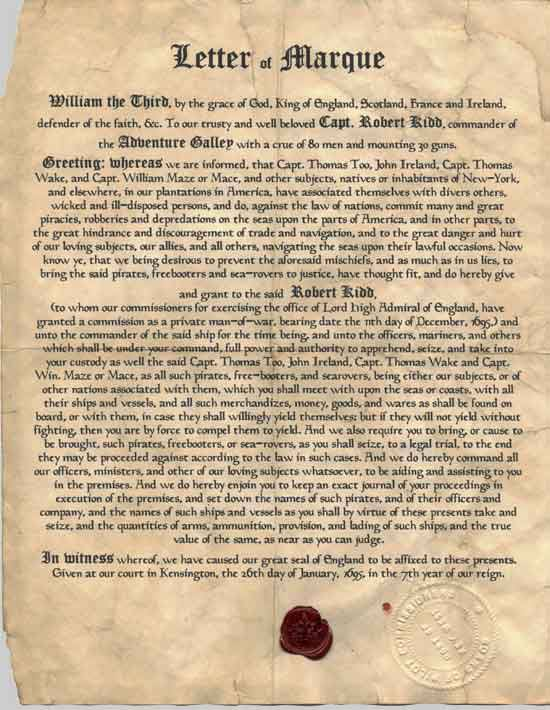 Letter of Marque
William the Third, by the grace of God, King of England, Scotland, France and Ireland,
defender of the faith, &c. To our trusty and well beloved Capt. Robert Kidd, commander of
the Adventure Galley with a crue of 80 men and mounting 30 guns.
Greeting: whereas we are informed, that Capt. Thomas Too, John Ireland, Capt. Thomas
Wake, and Capt. William Maze or Mace, and other subjects, natives or inhabitants of New-York,
and elsewhere, in our plantations in America, have associated themselves with divers others,
wicked and ill-disposed persons, and do, against the law of nations, commit many and great
piracies, robberies and depredations on the seas upon the parts of America, and in other parts, to
the great hindrance and discouragement of trade and navigation, and to the great danger and hurt
of our loving subjects, our allies, and all others, navigating the seas upon their lawful occasions. Now
know ye, that we being desirous to prevent the aforesaid mischiefs, and as much as in us lies, to
bring the said pirates, freebooters and sea-rovers to justice, have thought fit, and do hereby give
and grant to the said Robert Kidd,
(to whom our commissioners for exercising the office of Lord high Admiral of England, have
granted a commission as a private man-of-war, bearing date the 11th day of December, 1695,) and
unto the commander of the said ship for the time being, and unto the officers, mariners, and others
which shall be under your command, full power and authority to apprehend, seize, and take into
your custody as well the said Capt. Thomas Too, John Ireland, Capt. Thomas Wake and Capt.
Wm. Maze or Mace, as all such pirates, free-booters, and searovers, being either our subjects, or of
other nations associated with them, which you shall meet with upon the seas or coasts, with all
their ships and vessels, and all such merchandizes, money, goods, and wares as shall be found on
board, or with them, in case they shall willingly yield themselves; but if they will not yield without
fighting, then you are by force to compel them to yield. And we also require you to bring, or cause to
be brought, such pirates, freebooters, or sea-rovers, as you shall seize, to a legal trial, to the end
they may be proceeded against according to the law in such cases. And we do hereby command all
our officers, ministers, and other of our loving subjects whatsoever, to be aiding and assisting to you
in the premises. And we do hereby enjoin you to keep an exact journal of your proceedings in
execution of the premises, and set down the names of such pirates, and of their officers and
company, and the names of such ships and vessels as you shall by virtue of these presents take and
seize, and the quantities of arms, ammunition, provision, and lading of such ships, and the true
value of the same, as near as you can judge.
In witness whereof, we have caused our great seal of England to be affixed to these presents.
Given at our court in Kensington, the 26th day of January, 1695, in the 7th year of our reign.